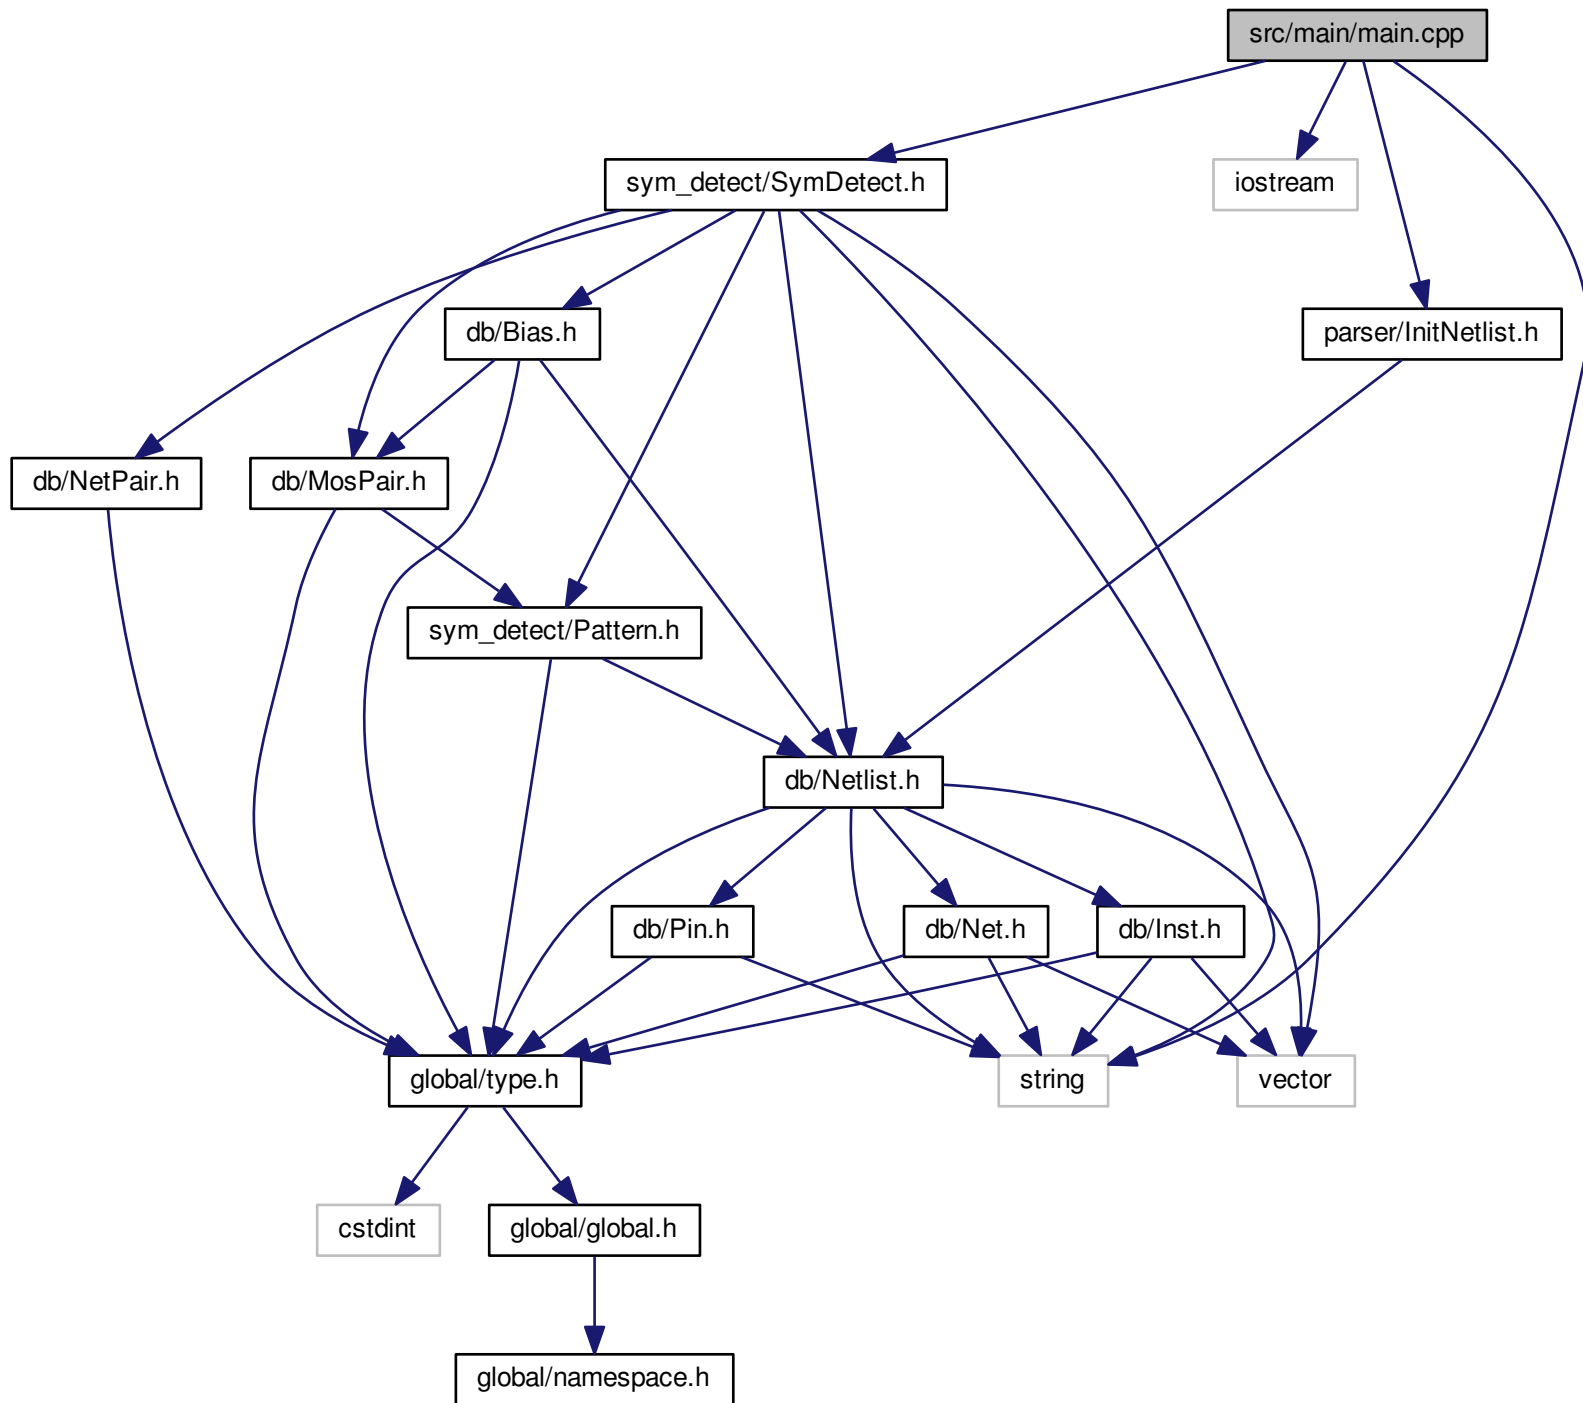 src/main/main.cpp
sym_detect/SymDetect.h
iostream
db/Bias.h
parser/InitNetlist.h
db/NetPair.h
db/MosPair.h
sym_detect/Pattern.h
db/Netlist.h
db/Pin.h
db/Net.h
db/Inst.h
global/type.h
string
vector
cstdint
global/global.h
global/namespace.h